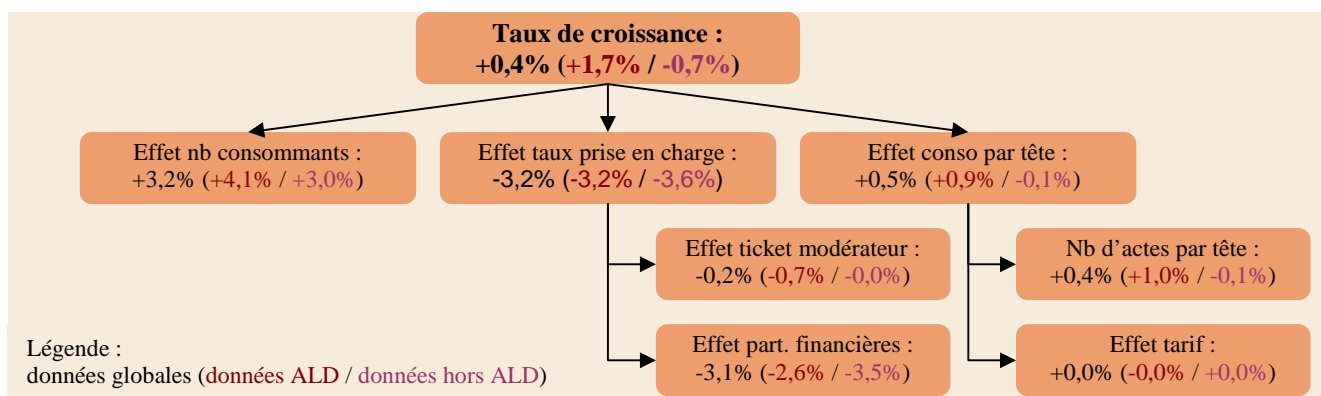 Taux de croissance :
+0,4% (+1,7% / -0,7%)
Effet nb consommants :
+3,2% (+4,1% / +3,0%)
Effet taux prise en charge :
-3,2% (-3,2% / -3,6%)
Effet conso par tête :
+0,5% (+0,9% / -0,1%)
Effet ticket modérateur :
-0,2% (-0,7% / -0,0%)
Nb d’actes par tête :
+0,4% (+1,0% / -0,1%)
Effet part. financières :
-3,1% (-2,6% / -3,5%)
Effet tarif :
+0,0% (-0,0% / +0,0%)
Légende :
données globales (données ALD / données hors ALD)